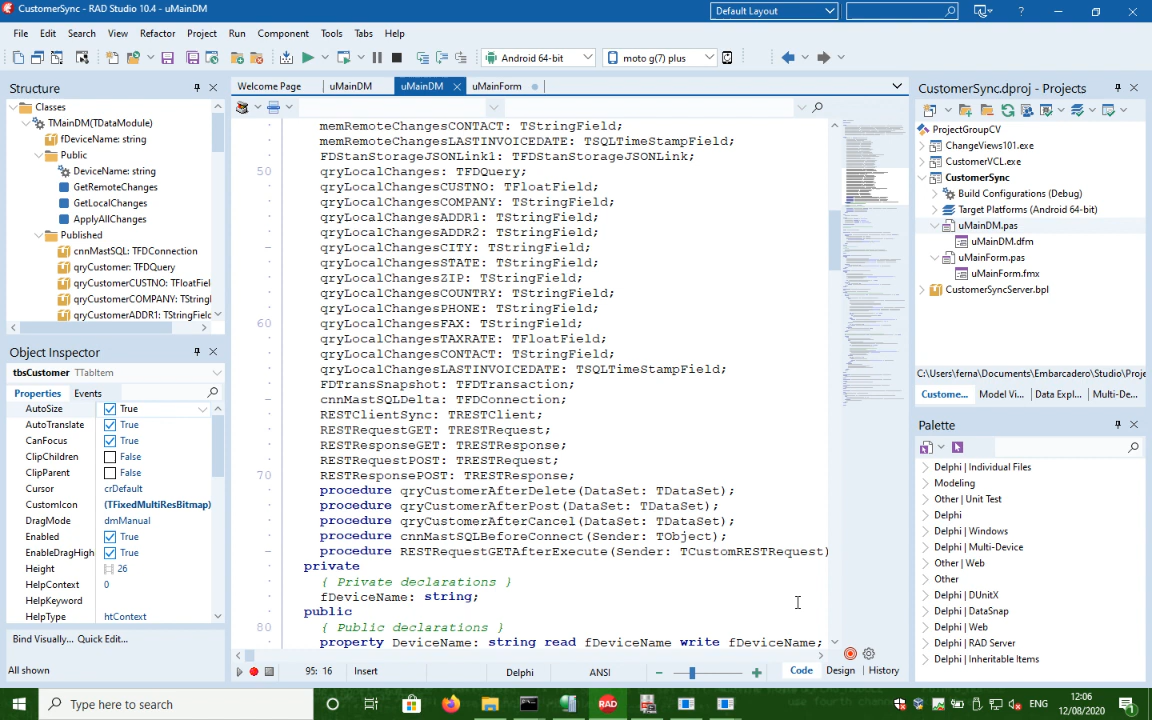 CustomerSync - RAD Studio 10.4 - uMainDM
Default Layout
File Edit Search View Refactor Project Run Component Tools Tabs Help
Android 64-bit
moto g(7) plus
Structure
Classes
TMainDM(TDataModule)
fDeviceName: string
Public
DeviceName: string
GetRemoteChanges
GetLocalChanges
ApplyAllChanges
Published
cnnMastSQL: TFDConnection
qryCustomer: TFDQuery
qryCustomerCUSTNO: TFloatFiel
qryCustomerCOMPANY: TStringl
qryCustomerADDR1: TStringField
Object Inspector
tbsCustomer TTabItem
Properties Events
AutoSize True
AutoTranslate True
CanFocus True
ClipChildren False
ClipParent False
Cursor crDefault
CustomIcon (TFixedMultiResBitmap)
DragMode dmManual
Enabled True
EnableDragHigh True
Height 26
HelpContext 0
HelpKeyword
HelpType htContext
Bind Visually... Quick Edit...
All shown
Welcome Page uMainDM uMainDM uMainForm
memRemoteChangesCONTACT: TStringField;
memRemoteChangesLASTINVOICEDATE: TSQLTimeStampField;
FDStanStorageJSONLink1: TFDStanStorageJSONLink;
50 qryLocalChanges: TFDQuery;
qryLocalChangesCUSTNO: TFloatField;
qryLocalChangesCOMPANY: TStringField;
qryLocalChangesADDR1: TStringField;
qryLocalChangesADDR2: TStringField;
qryLocalChangesCITY: TStringField;
qryLocalChangesSTATE: TStringField;
qryLocalChangesZIP: TStringField;
qryLocalChangesCOUNTRY: TStringField;
qryLocalChangesPHONE: TStringField;
60 qryLocalChangesFAX: TStringField;
qryLocalChangesTAXRATE: TFloatField;
qryLocalChangesCONTACT: TStringField;
qryLocalChangesLASTINVOICEDATE: TSQLTimeStampField;
FDTransSnapshot: TFDTransaction;
cnnMastSQLDelta: TFDConnection;
RESTClientSync: TRESTClient;
RESTRequestGET: TRESTRequest;
RESTResponseGET: TRESTResponse;
RESTRequestPOST: TRESTRequest;
70 RESTResponsePOST: TRESTResponse;
procedure qryCustomerAfterDelete(DataSet: TDataSet);
procedure qryCustomerAfterPost(DataSet: TDataSet);
procedure qryCustomerAfterCancel(DataSet: TDataSet);
procedure cnnMastSQLBeforeConnect(Sender: TObject);
procedure RESTRequestGETAfterExecute(Sender: TCustomRESTRequest)
private
{ Private declarations }
fDeviceName: string;
public
80 { Public declarations }
property DeviceName: string read fDeviceName write fDeviceName;
95: 16 Insert Delphi ANSI Code Design History
CustomerSync.dproj - Projects
ProjectGroupCV
ChangeViews101.exe
CustomerVCL.exe
CustomerSync
Build Configurations (Debug)
Target Platforms (Android 64-bit)
uMainDM.pas
uMainDM.dfm
uMainForm.pas
uMainForm.fmx
CustomerSyncServer.bpl
C:\Users\ferna\Documents\Embarcadero\Studio\Proje
Custome... Model Vi... Data Expl... Multi-De...
Palette
Delphi | Individual Files
Modeling
Other | Unit Test
Delphi
Delphi | Windows
Delphi | Multi-Device
Other | Web
Other
Delphi | DUnitX
Delphi | DataSnap
Delphi | Web
Delphi | RAD Server
Delphi | Inheritable Items
Type here to search
RAD
ENG
12:06
12/08/2020
1